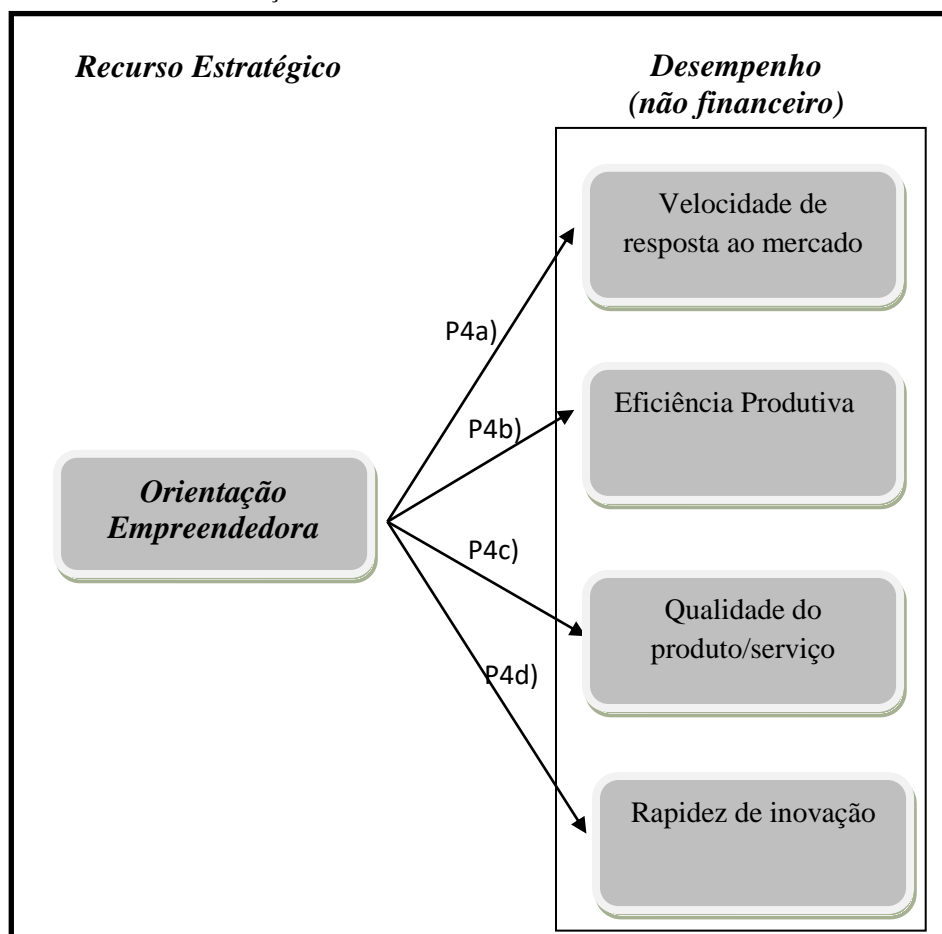 Recurso Estratégico
Desempenho
(não financeiro)
Velocidade de
resposta ao mercado
P4a)
Eficiência Produtiva
P4b)
Orientação
Empreendedora
P4c)
Qualidade do
produto/serviço
P4d)
Rapidez de inovação